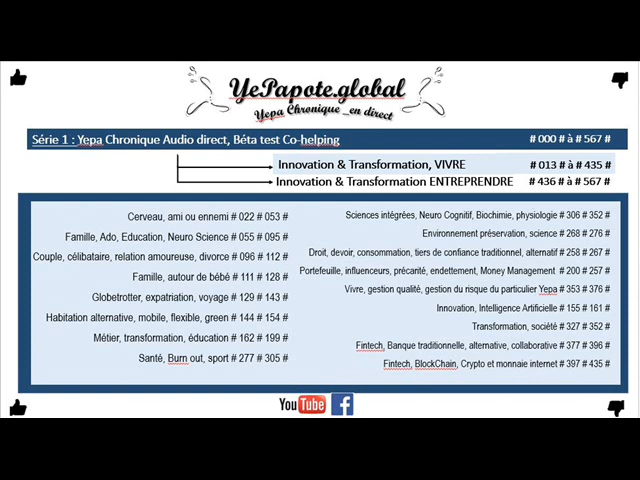 YePapote.global
Yepa Chronique _en direct
Série 1 : Yepa Chronique Audio direct, Béta test Co-helping # 000 # à # 567 #
Innovation & Transformation, VIVRE # 013 # à # 435 #
Innovation & Transformation ENTREPRENDRE # 436 # à # 567 #
Cerveau, ami ou ennemi # 022 # 053 #
Famille, Ado, Education, Neuro Science # 055 # 095 #
Couple, célibataire, relation amoureuse, divorce # 096 # 112 #
Famille, autour de bébé # 111 # 128 #
Globetrotter, expatriation, voyage # 129 # 143 #
Habitation alternative, mobile, flexible, green # 144 # 154 #
Métier, transformation, éducation # 162 # 199 #
Santé, Burn out, sport # 277 # 305 #
Sciences intégrées, Neuro Cognitif, Biochimie, physiologie # 306 # 352 #
Environnement préservation, science # 268 # 276 #
Droit, devoir, consommation, tiers de confiance traditionnel, alternatif # 258 # 267 #
Portefeuille, influenceurs, précarité, endettement, Money Management # 200 # 257 #
Vivre, gestion qualité, gestion du risque du particulier Yepa # 353 # 376 #
Innovation, Intelligence Artificielle # 155 # 161 #
Transformation, société # 327 # 352 #
Fintech, Banque traditionnelle, alternative, collaborative # 377 # 396 #
Fintech, BlockChain, Crypto et monnaie internet # 397 # 435 #
YouTube f